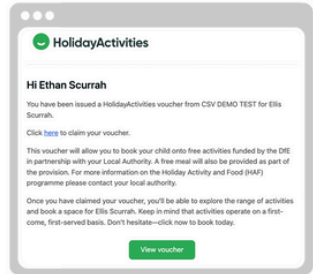 HolidayActivities
Hi Ethan Scurrah
You have been issued a HolidayActivities voucher from CSV DEMO TEST for Ellis
Scurrah.
Click here to claim your voucher.
This voucher will allow you to book your child onto free activities funded by the DfE
in partnership with your Local Authority. A free meal will also be provided as part of
the provision. For more information on the Holiday Activity and Food (HAF)
programme please contact your local authority.
Once you have claimed your voucher, you'll be able to explore the range of activities
and book a space for Ellis Scurrah. Keep in mind that activities operate on a first-
come, first-served basis. Don't hesitate—click now to book today.
View voucher